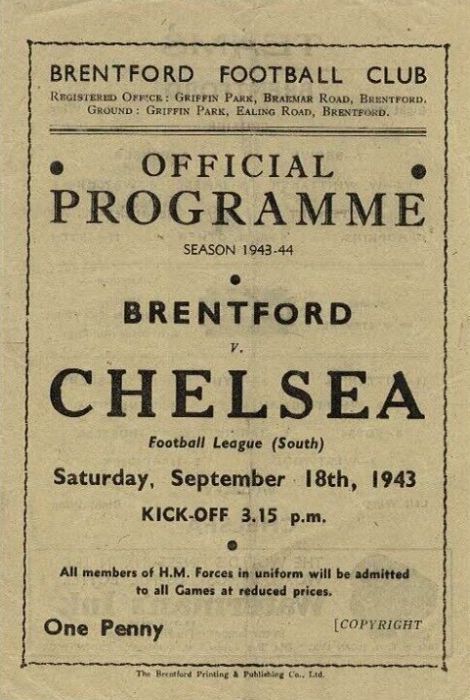 BRENTFORD FOOTBALL CLUB
REGISTERED OFFICE: GRIFFIN PARK, BRAEMAR ROAD, BRENTFORD.
GROUND: GRIFFIN PARK, EALING ROAD, BRENTFORD.
OFFICIAL
PROGRAMME
SEASON 1943-44
BRENTFORD
v.
CHELSEA
Football League (South)
Saturday, September 18th, 1943
KICK-OFF 3.15 p.m.
All members of H.M. Forces in uniform will be admitted
to all Games at reduced prices.
One Penny [COPYRIGHT
The Brentford Printing & Publishing Co., Ltd.